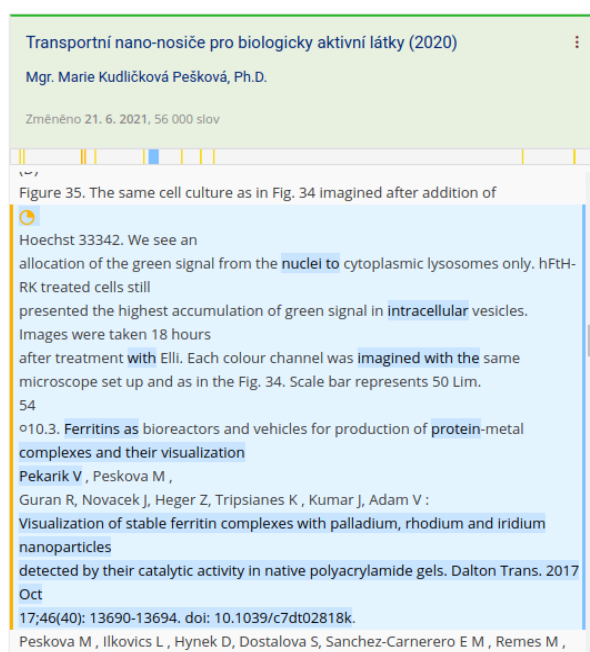 Transportní nano-nosiče pro biologicky aktivní látky (2020)
Mgr. Marie Kudličková Pešková, Ph.D.
Změněno 21. 6. 2021, 56 000 slov
Figure 35. The same cell culture as in Fig. 34 imagined after addition of
Hoechst 33342. We see an
allocation of the green signal from the nuclei to cytoplasmic lysosomes only. hFtH-
RK treated cells still
presented the highest accumulation of green signal in intracellular vesicles.
Images were taken 18 hours
after treatment with Elli. Each colour channel was imagined with the same
microscope set up and as in the Fig. 34. Scale bar represents 50 Lim.
54
○10.3. Ferritins as bioreactors and vehicles for production of protein-metal
complexes and their visualization
Pekarik V , Peskova M ,
Guran R, Novacek J, Heger Z, Tripsianes K , Kumar J, Adam V :
Visualization of stable ferritin complexes with palladium, rhodium and iridium
nanoparticles
detected by their catalytic activity in native polyacrylamide gels. Dalton Trans. 2017
Oct
17;46(40): 13690-13694. doi: 10.1039/c7dt02818k.
Peskova M , Ilkovics L , Hynek D, Dostalova S, Sanchez-Carnerero E M , Remes M ,